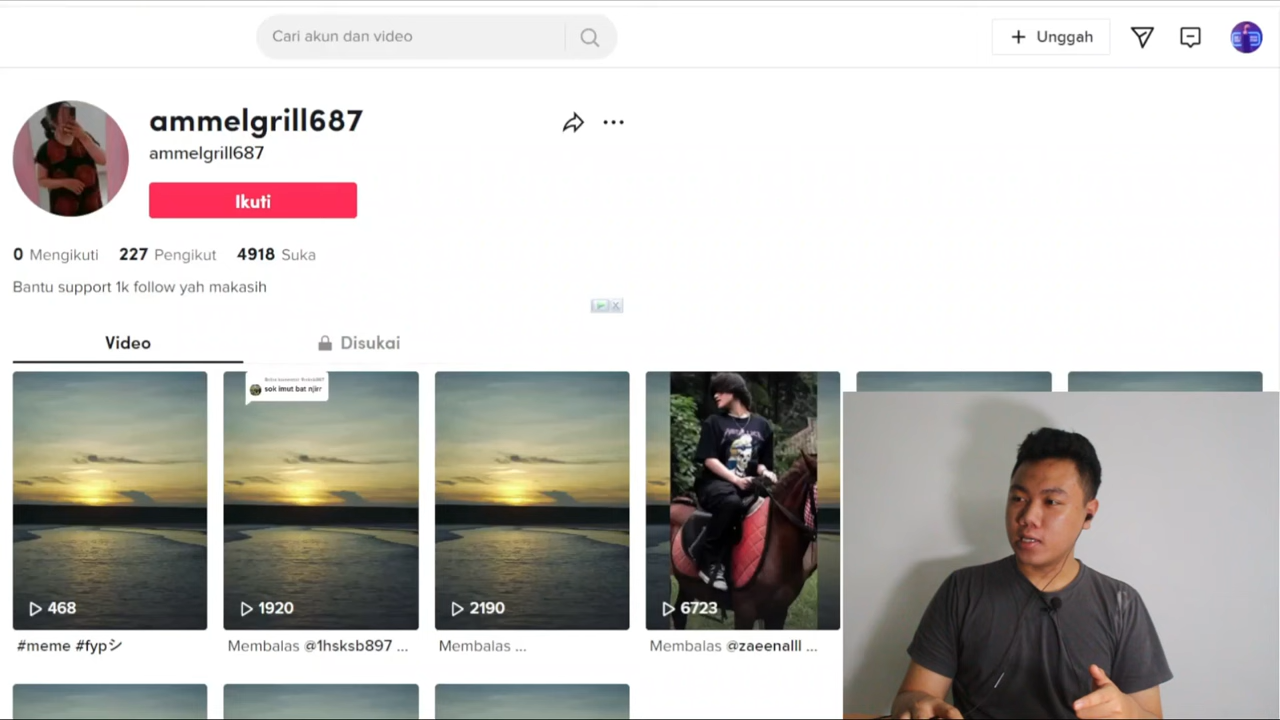 Cari akun dan video
Unggah
ammelgrill687
ammelgrill687
Ikuti
0 Mengikuti 227 Pengikut 4918 Suka
Bantu support 1k follow yah makasih
Video
Disukai
sok imut bat njirr
468
1920
2190
6723
#meme #fypシ
Membalas @1hsksb897 ...
Membalas ...
Membalas @zaeenalll ...